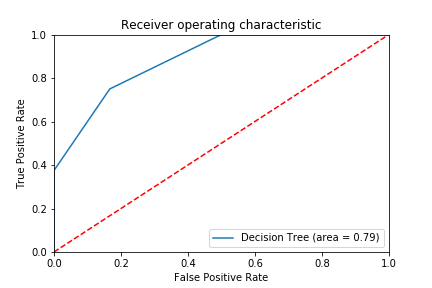 Receiver operating characteristic
True Positive Rate
1.0
0.8
0.6
0.4
0.2
0.0
Decision Tree (area = 0.79)
0.0 0.2 0.4 0.6 0.8 1.0
False Positive Rate